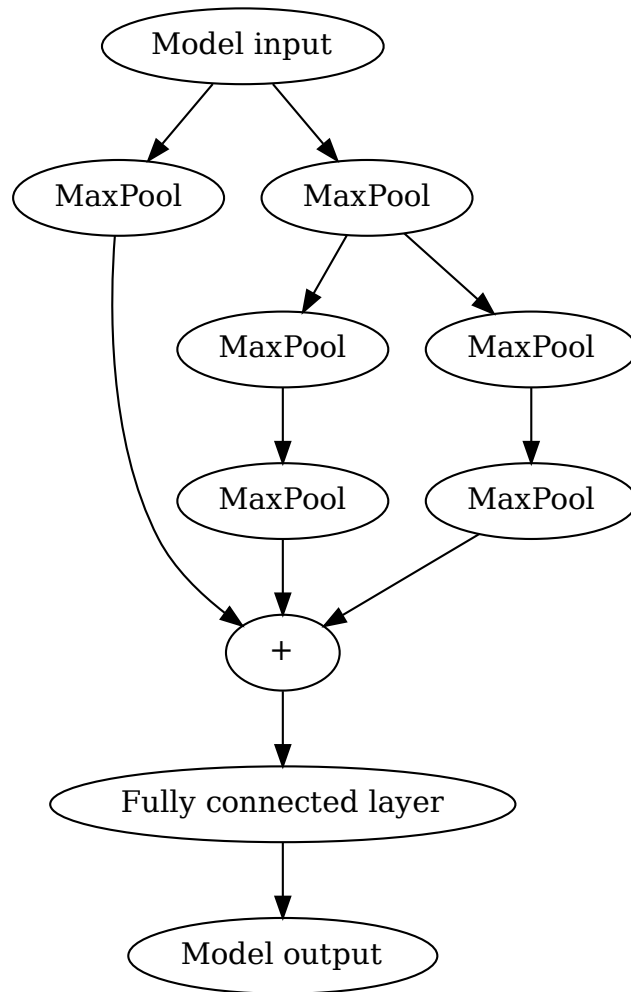 Model input
MaxPool
MaxPool
MaxPool
MaxPool
MaxPool
MaxPool
+
Fully connected layer
Model output